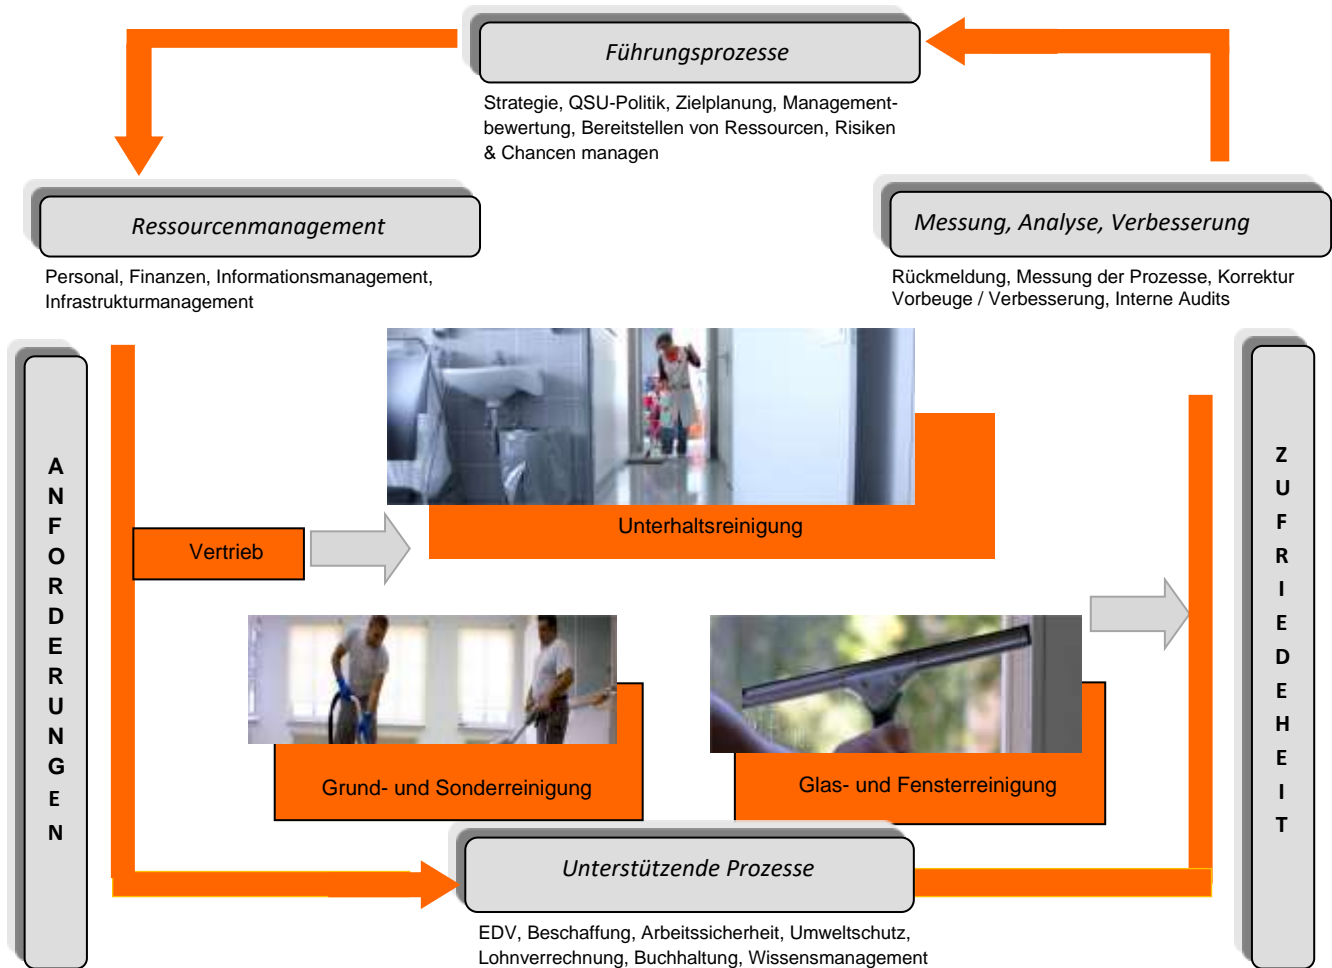 Führungsprozesse
Strategie, QSU-Politik, Zielplanung, Management-
bewertung, Bereitstellen von Ressourcen, Risiken
& Chancen managen
Ressourcenmanagement
Personal, Finanzen, Informationsmanagement,
Infrastrukturmanagement
Messung, Analyse, Verbesserung
Rückmeldung, Messung der Prozesse, Korrektur
Vorbeuge / Verbesserung, Interne Audits
ANFORDERUNGEN
Vertrieb
Unterhaltsreinigung
Grund- und Sonderreinigung
Glas- und Fensterreinigung
ZUFRIEDEHEIT
Unterstützende Prozesse
EDV, Beschaffung, Arbeitssicherheit, Umweltschutz,
Lohnverrechnung, Buchhaltung, Wissensmanagement